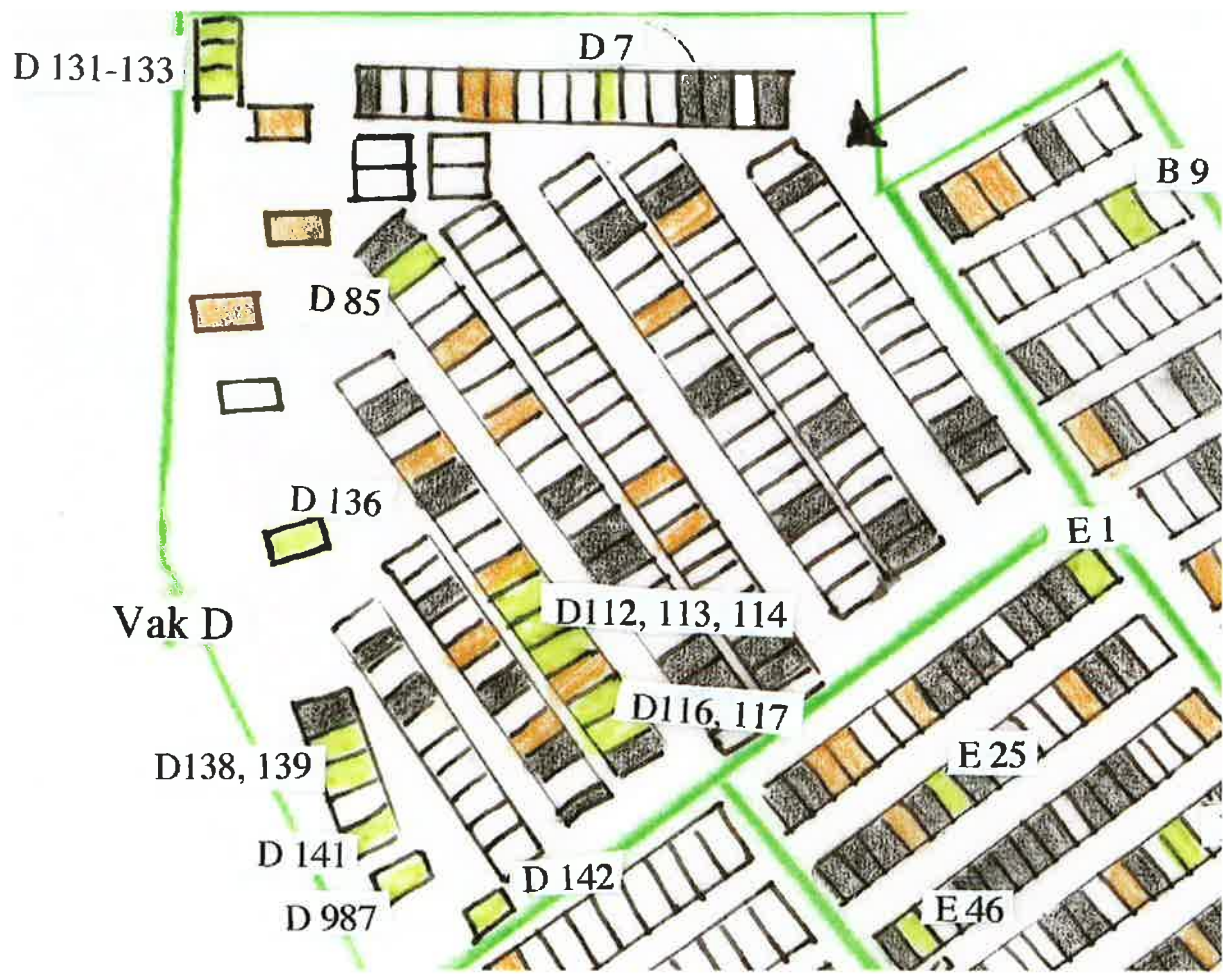 D 7
D 131-133
B 9
D 85
D 136
E 1
D112, 113, 114
Vak D
D116, 117
E 25
D138, 139
D 141
D 142
D 987
E 46